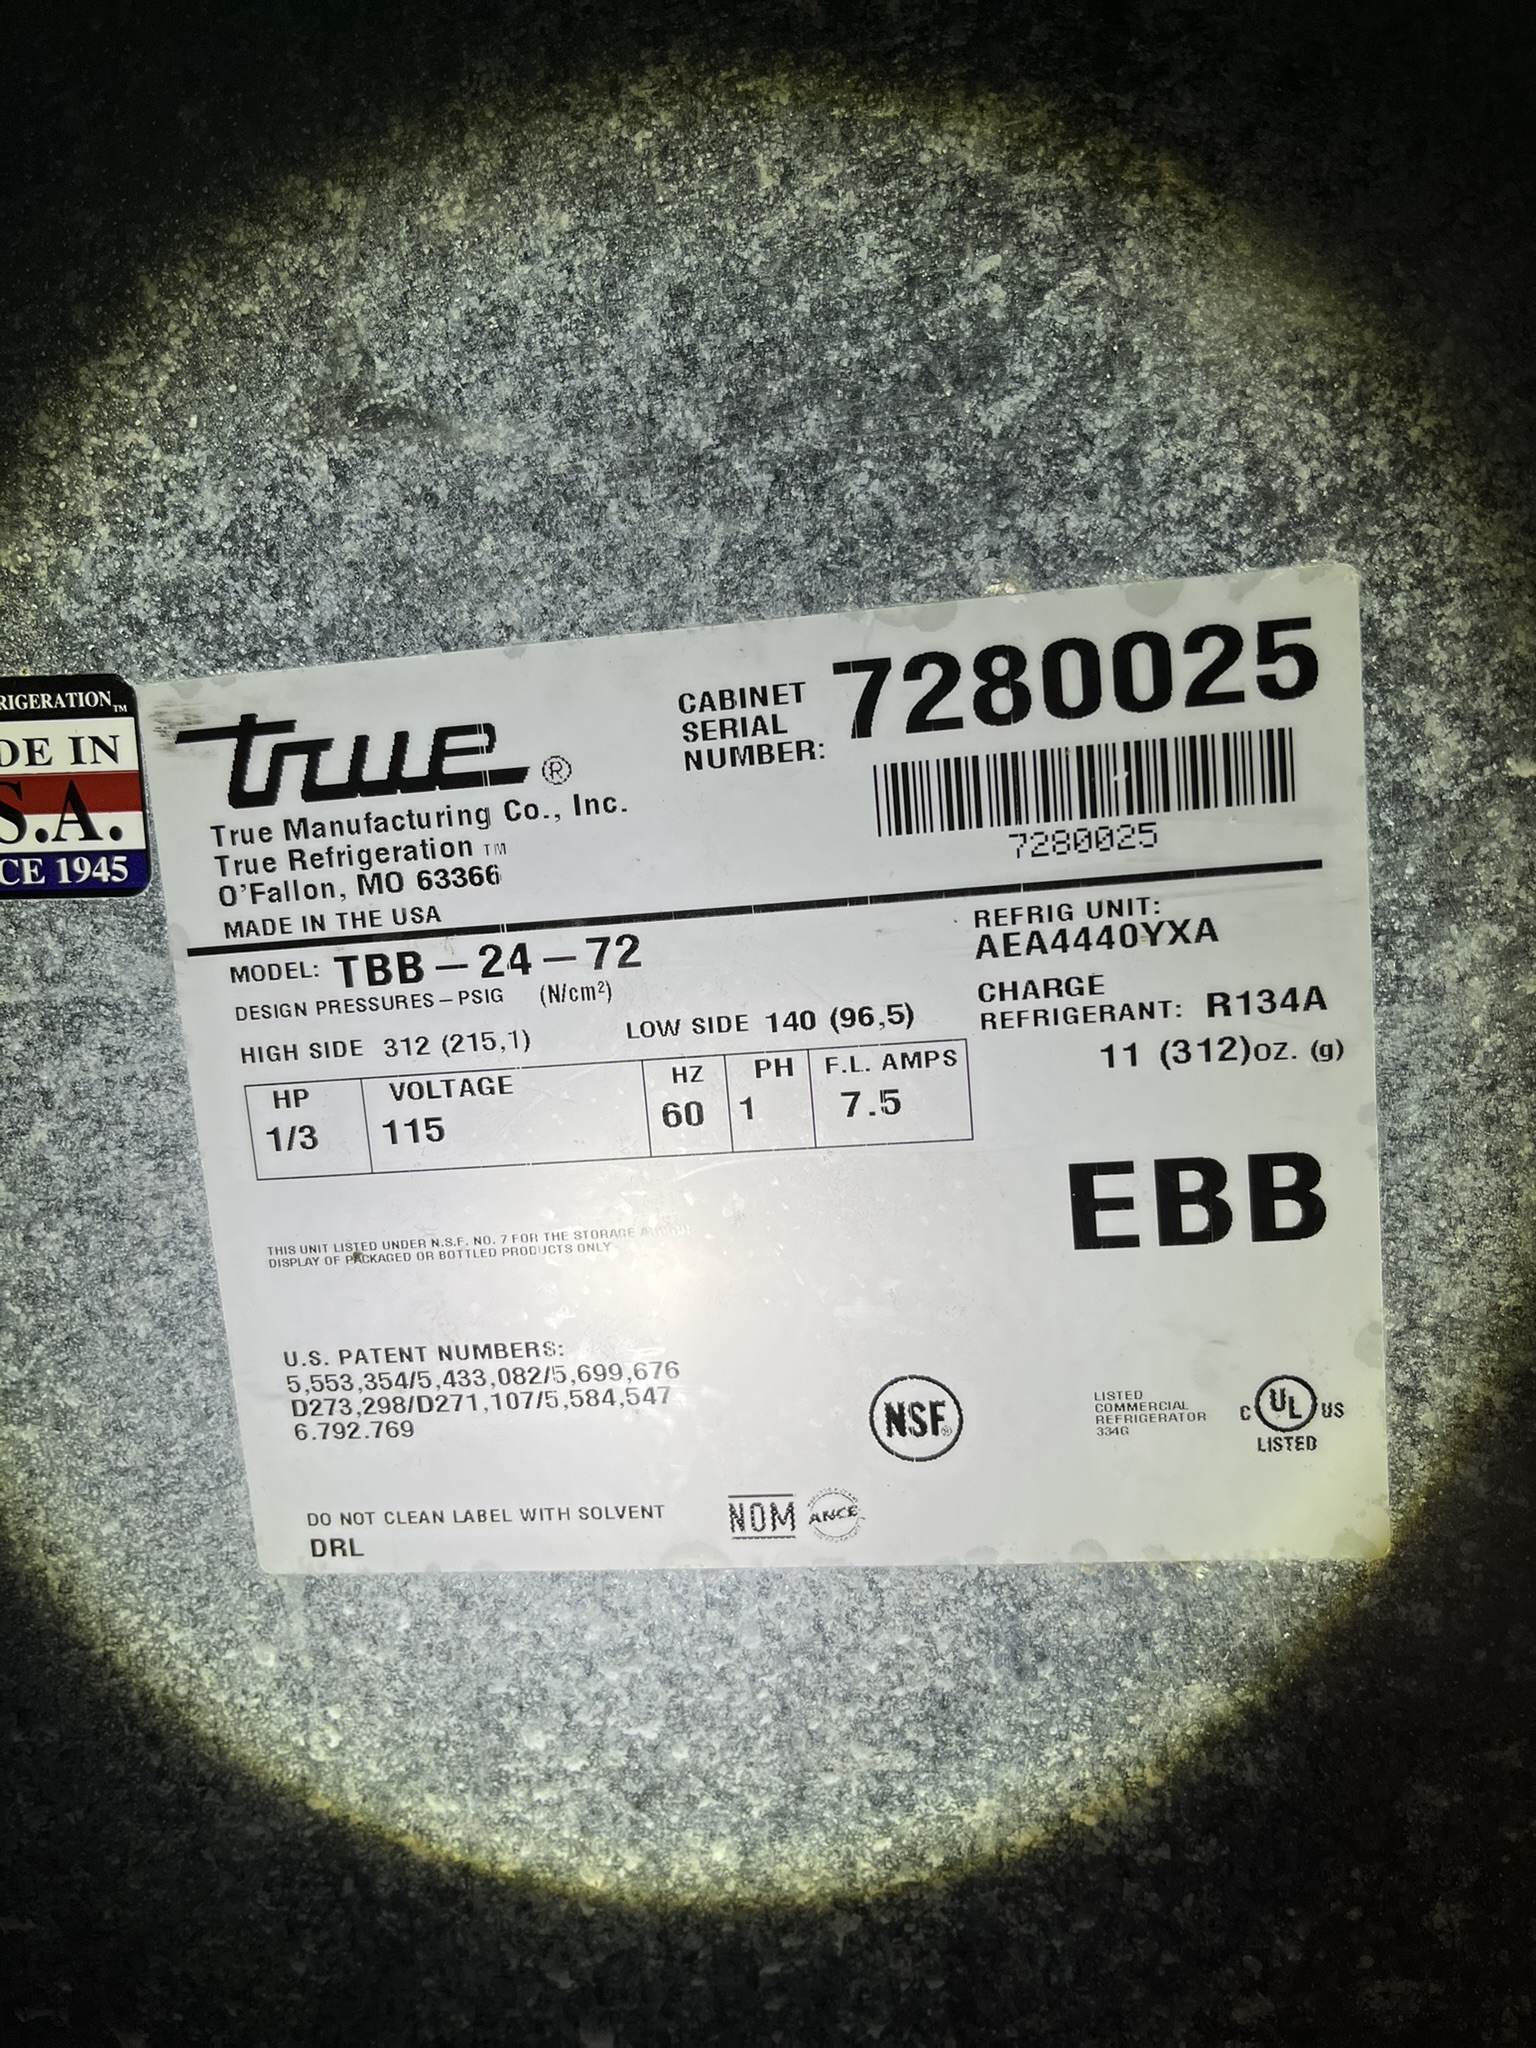 RIGERATION™
DE IN
S.A.
CE 1945
true®
True Manufacturing Co., Inc.
True Refrigeration ™
O'Fallon, MO 63366
MADE IN THE USA
CABINET
SERIAL
NUMBER: 7280025
7280025
MODEL: TBB-24-72
DESIGN PRESSURES-PSIG (N/cm²)
HIGH SIDE 312 (215,1) LOW SIDE 140 (96,5)
REFRIG UNIT:
AEA4440YXA
CHARGE
REFRIGERANT: R134A
11 (312)oz. (g)
HP VOLTAGE HZ PH F.L. AMPS
1/3 115 60 1 7.5
EBB
THIS UNIT LISTED UNDER N.S.F. NO. 7 FOR THE STORAGE
DISPLAY OF PACKAGED OR BOTTLED PRODUCTS ONLY
U.S. PATENT NUMBERS:
5,553,354/5,433,082/5,699,676
D273,298/D271,107/5,584,547
6.792.769
NSF®
LISTED
COMMERCIAL
REFRIGERATOR
334G
C UL US
LISTED
DO NOT CLEAN LABEL WITH SOLVENT
DRL
NOM ANCE